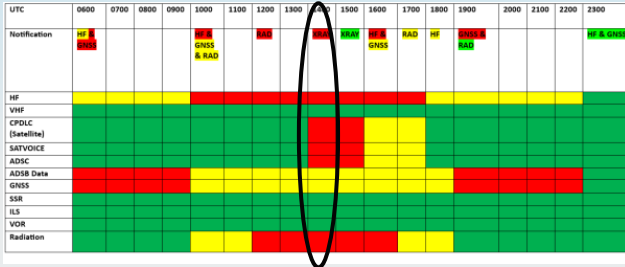 UTC 0600 0700 0800 0900 1000 1100 1200 1300 1400 1500 1600 1700 1800 1900 2000 2100 2200 2300
Notification HF & GNSS HF & GNSS & RAD RAD XRAY XRAY HF & GNSS RAD HF GNSS & RAD HF & GNSS
HF
VHF
CPDLC
(Satellite)
SATVOICE
ADSC
ADSB Data
GNSS
SSR
ILS
VOR
Radiation